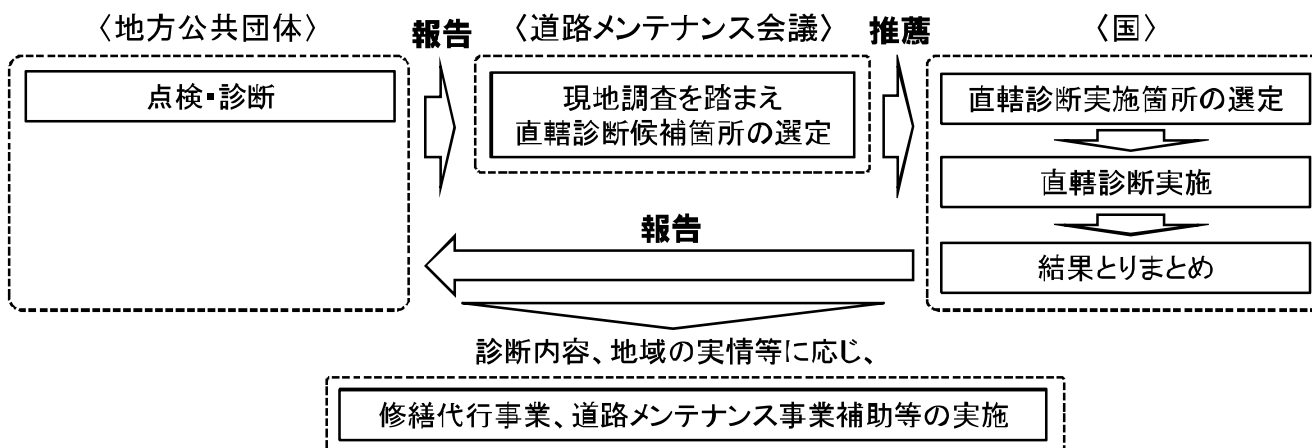 〈地方公共団体〉
報告
〈道路メンテナンス会議〉
推薦
〈国〉
点検・診断
現地調査を踏まえ
直轄診断候補箇所の選定
直轄診断実施箇所の選定
直轄診断実施
結果とりまとめ
報告
診断内容、地域の実情等に応じ、
修繕代行事業、道路メンテナンス事業補助等の実施